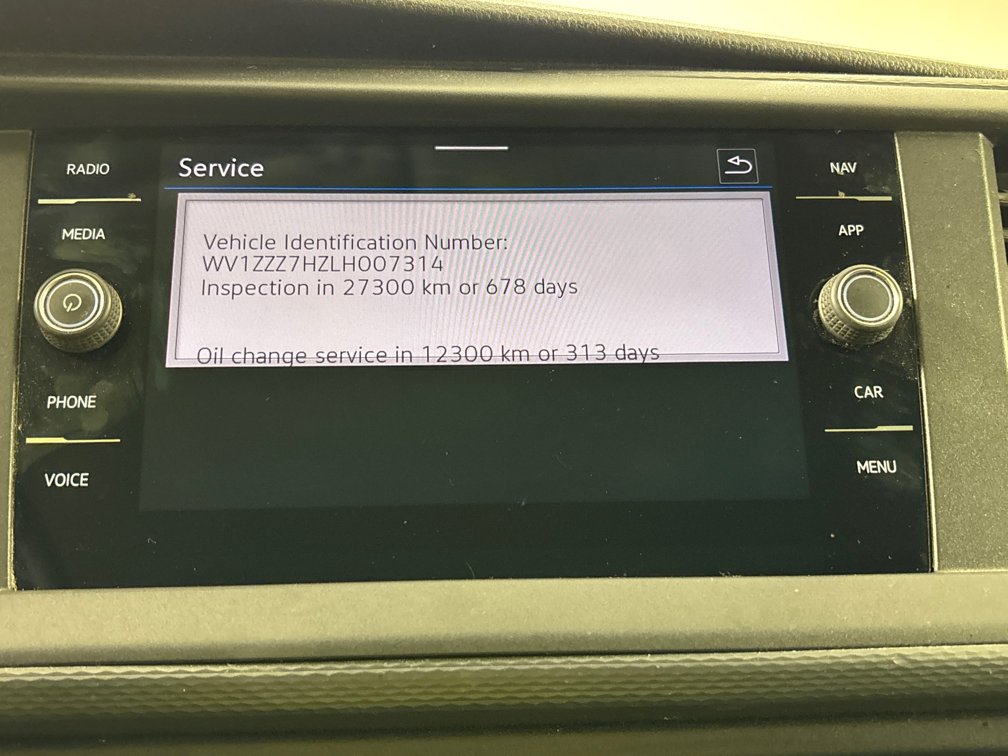 RADIO
MEDIA
PHONE
VOICE
Service
Vehicle Identification Number:
WV1ZZZ7HZLH007314
Inspection in 27300 km or 678 days
Oil change service in 12300 km or 313 days
NAV
APP
CAR
MENU